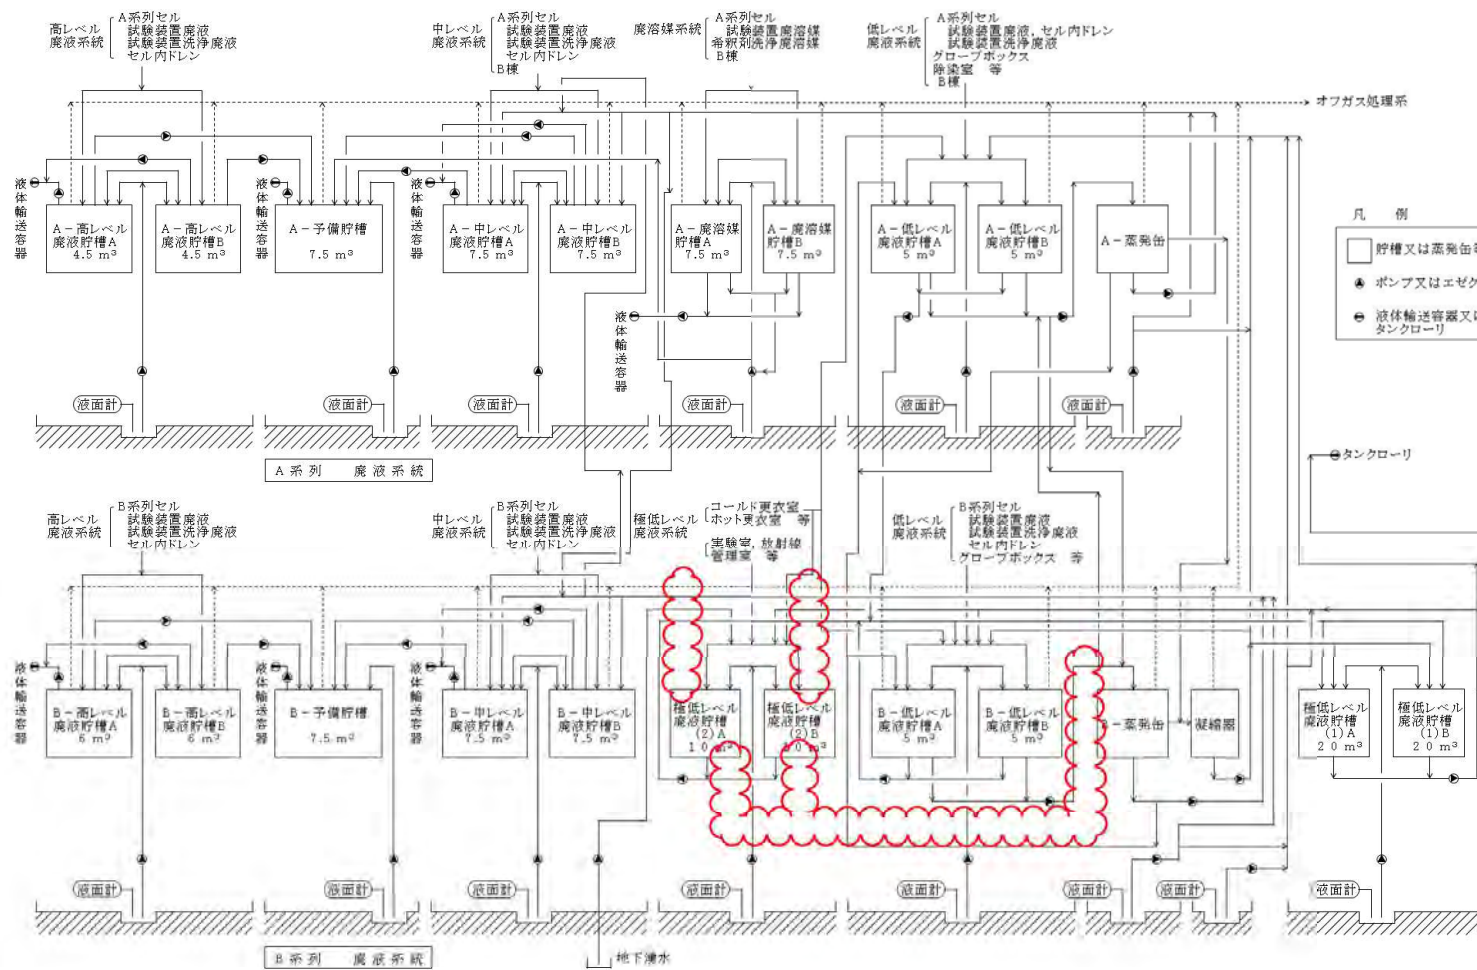 高レベル
廃液系統
A系列セル
試験装置廃液
試験装置洗浄廃液
セル内ドレン
中レベル
廃液系統
A系列セル
試験装置廃液
試験装置洗浄廃液
セル内ドレン
B棟
廃溶媒系統
A系列セル
試験装置廃溶媒
希釈剤洗浄廃溶媒
B棟
低レベル
廃液系統
A系列セル
試験装置廃液,セル内ドレン
試験装置洗浄廃液
グローブボックス
除染室 等
B棟
オフガス処理系
液体輸送容器
液体輸送容器
液体輸送容器
A-高レベル
廃液貯槽A
4.5 m³
A-高レベル
廃液貯槽B
4.5 m³
A-予備貯槽
7.5 m³
A-中レベル
廃液貯槽A
7.5 m³
A-中レベル
廃液貯槽B
7.5 m³
A-廃溶媒
貯槽A
7.5 m³
A-廃溶媒
貯槽B
7.5 m³
A-低レベル
廃液貯槽A
5 m³
A-低レベル
廃液貯槽B
5 m³
A-蒸発缶
凡 例
貯槽又は蒸発缶等
ポンプ又はエゼク
液体輸送容器又は
タンクローリ
液体輸送容器
液面計
液面計
液面計
液面計
液面計
液面計
A系列 廃液系統
タンクローリ
高レベル
廃液系統
B系列セル
試験装置廃液
試験装置洗浄廃液
セル内ドレン
中レベル
廃液系統
B系列セル
試験装置廃液
試験装置洗浄廃液
セル内ドレン
極低レベル
廃液系統
コールド更衣室
ホット更衣室 等
実験室,放射線
管理室 等
低レベル
廃液系統
B系列セル
試験装置廃液
試験装置洗浄廃液
セル内ドレン
グローブボックス 等
液体輸送容器
液体輸送容器
液体輸送容器
B-高レベル
廃液貯槽A
6 m³
B-高レベル
廃液貯槽B
6 m³
B-予備貯槽
7.5 m³
B-中レベル
廃液貯槽A
7.5 m³
B-中レベル
廃液貯槽B
7.5 m³
極低レベル
廃液貯槽
(2)A
10 m³
極低レベル
廃液貯槽
(2)B
10 m³
B-低レベル
廃液貯槽A
5 m³
B-低レベル
廃液貯槽B
5 m³
-蒸発缶
凝縮器
極低レベル
廃液貯槽
(1)A
20 m³
極低レベル
廃液貯槽
(1)B
20 m³
液面計
液面計
液面計
液面計
液面計
液面計
液面計
液面計
B系列 廃液系統
地下湧水